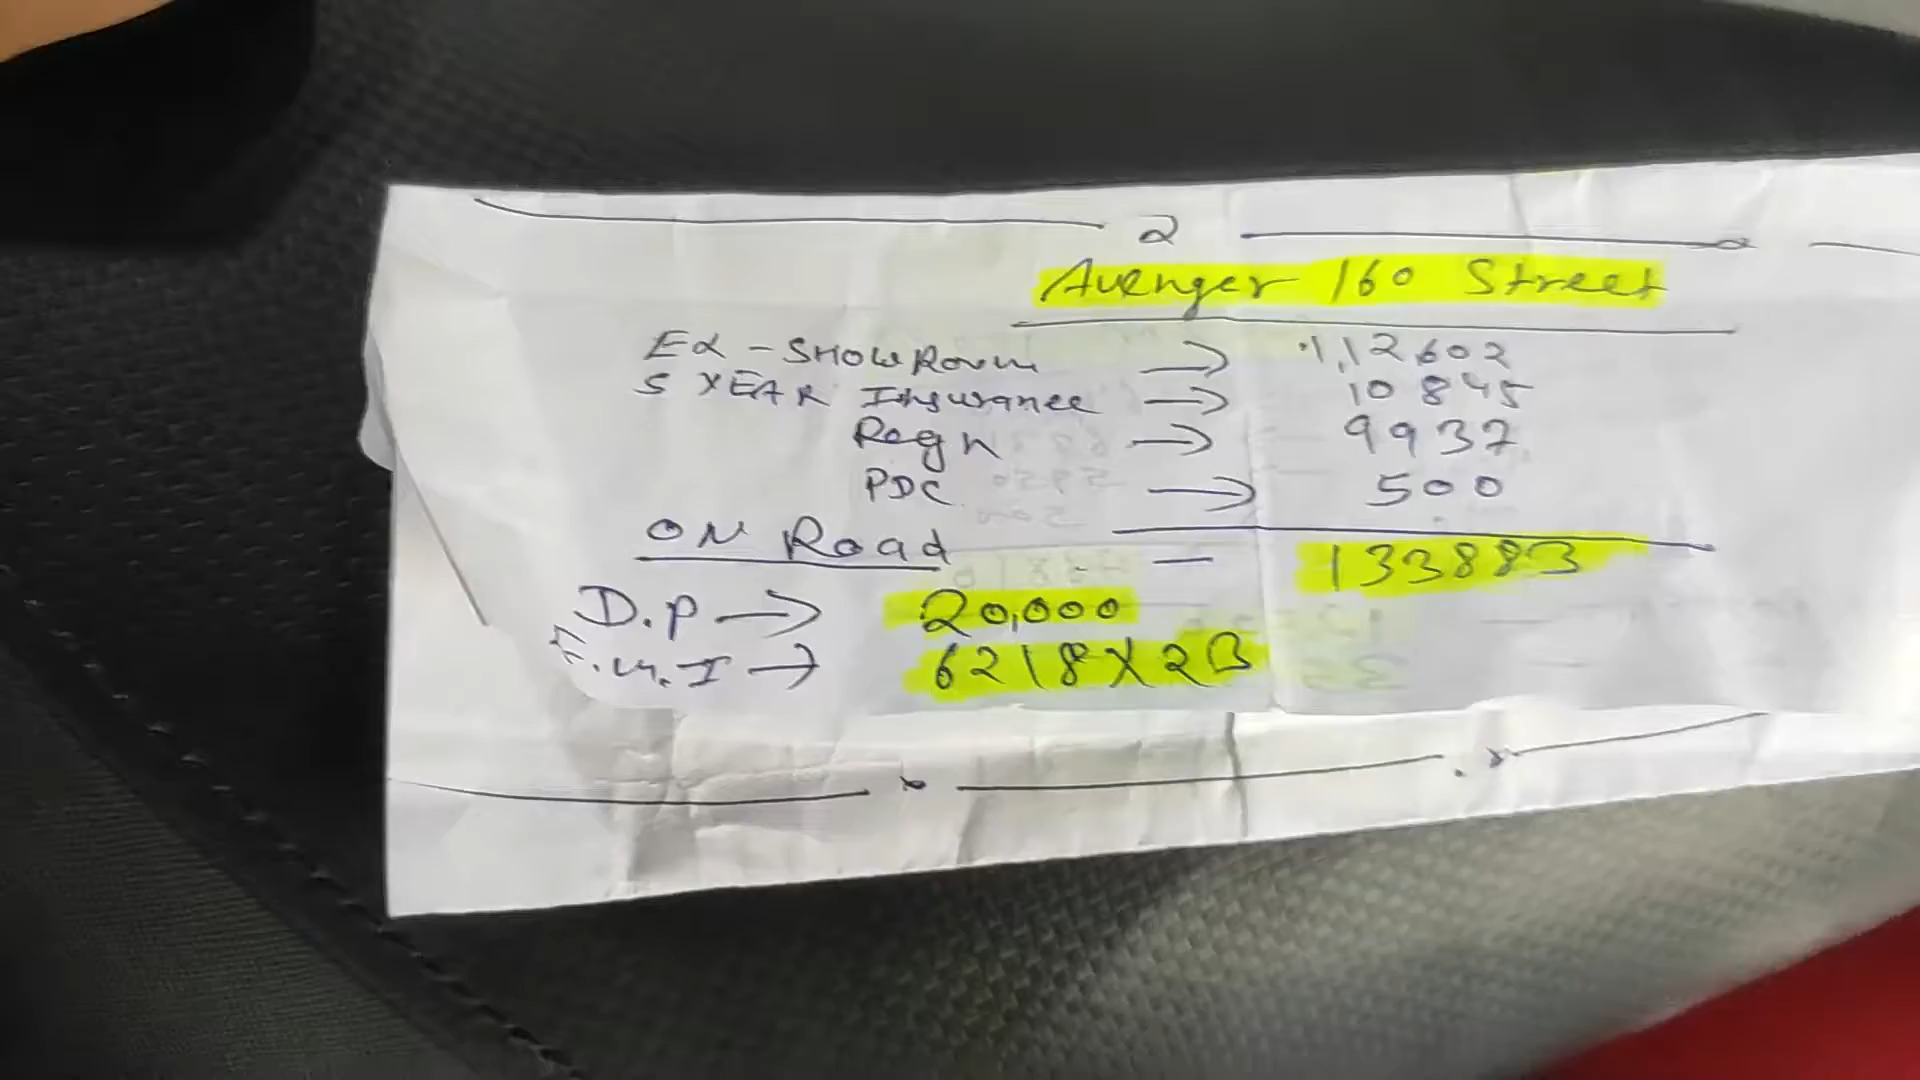 Avenger 160 Street
Ex - SHOWRoom → 1,12602
5 YEAR Insurance → 10845
Regn → 9937
PDC → 500
ON Road = 133883
D.P → 20,000
E.M.I → 6218X23